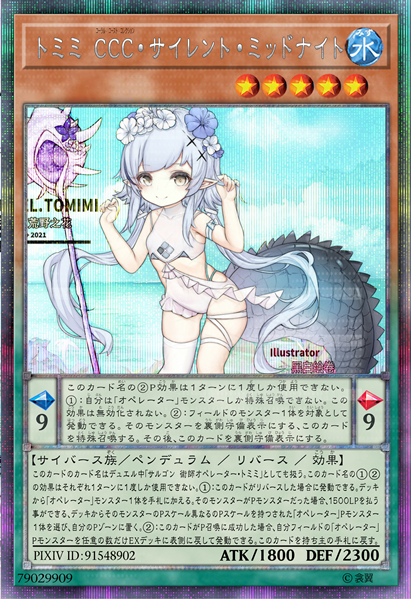 トミミ CCC・サイレント・ミッドナイト
水
L. TOMIMI
荒野之花
2021
Illustrator
このカード名の②P効果は1ターンに1度しか使用できない。
①：自分は「オペレーター」モンスターしか特殊召喚できない。この
効果は無効化されない。②：フィールドのモンスター1体を対象として
発動できる。そのモンスターを裏側守備表示にする、このカード
を特殊召喚する。その後、このカードを裏側守備表示にする。
9
9
【サイバース族／ペンデュラム／リバース／効果】
このカードのカード名はデュエル中「サルゴン 術師オペレーター・トミミ」としても扱う。このカード名の①②
の効果はそれぞれ1ターンに1度しか使用できない。①：このカードがリバースした場合に発動できる。デッキ
から「オペレーター」モンスター1体を手札に加える。そのモンスターがPモンスターだった場合、1500LPを払う
事ができる。デッキからそのモンスターのPスケール異なるのPスケールを持つされた「オペレーター」Pモンスタ
ー1体を選び、自分のPゾーンに置く。②：このカードがP召喚に成功した場合、自分フィールドの「オペレーター」
Pモンスターを任意の数だけEXデッキに表側に戻して発動できる。このカードを持ち主の手札に戻す。
PIXIV ID:91548902
ATK/1800 DEF/2300
79029909
©哀翼